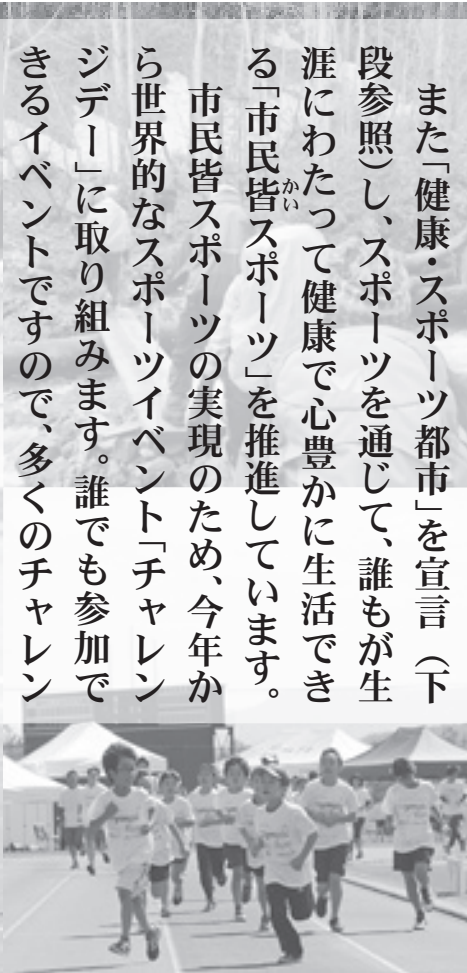 また「健康・スポーツ都市」を宣言（下
段参照）し、スポーツを通じて、誰もが生
涯にわたって健康で心豊かに生活でき
る「市民皆かいスポーツ」を推進しています。
市民皆スポーツの実現のため、今年か
ら世界的なスポーツイベント「チャレン
ジデー」に取り組みます。誰でも参加で
きるイベントですので、多くのチャレン